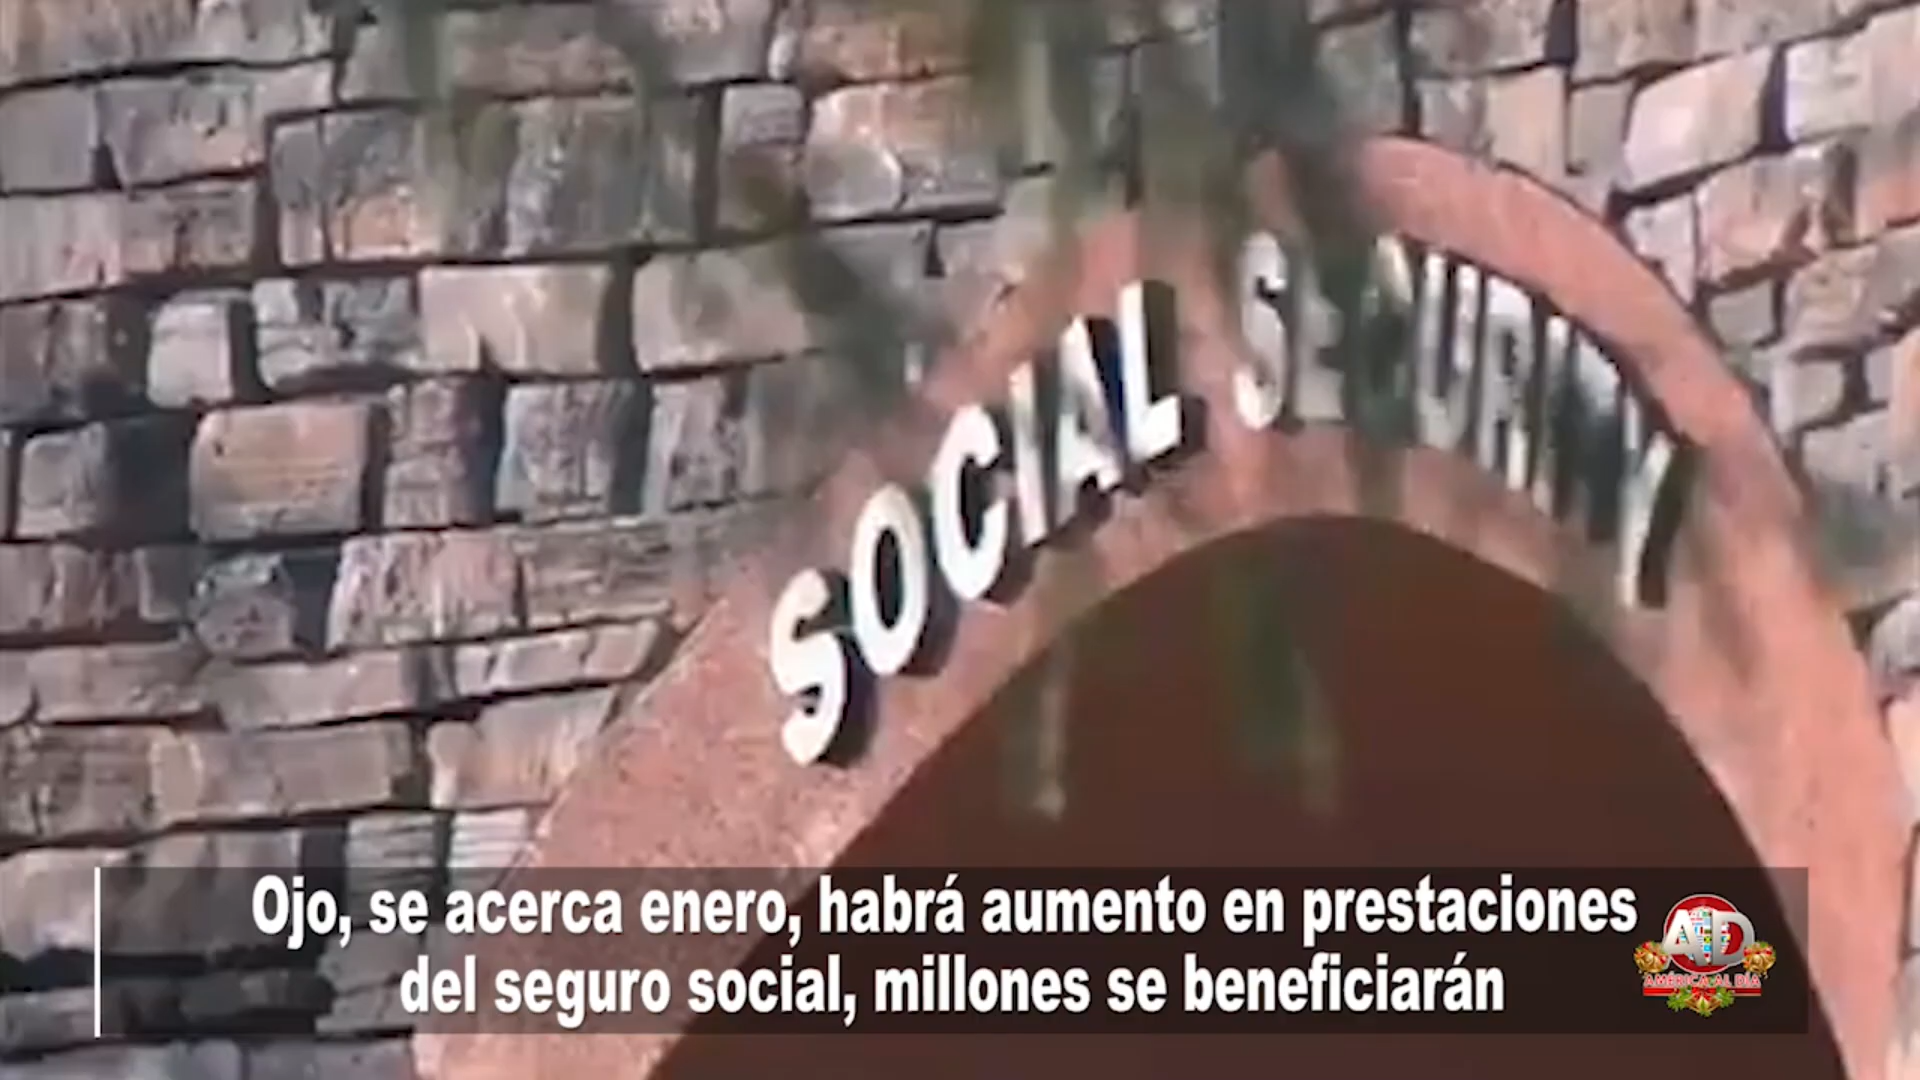 SOCIAL SECURITY
Ojo, se acerca enero, habrá aumento en prestaciones
del seguro social, millones se beneficiarán
AD
AMÉRICA AL DÍA